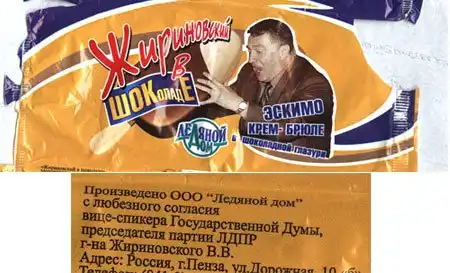 Жириновский
В
ШОКОЛАДЕ
ЛЕДЯНОЙ
ДОМ
ЭСКИМО
КРЕМ - БРЮЛЕ
в шоколадной глазури
Произведено ООО "Ледяной дом"
с любезного согласия
вице-спикера Государственной Думы,
председателя партии ЛДПР
г-на Жириновского В.В.
Адрес: Россия, г.Пенза, ул.Дорожная, 10